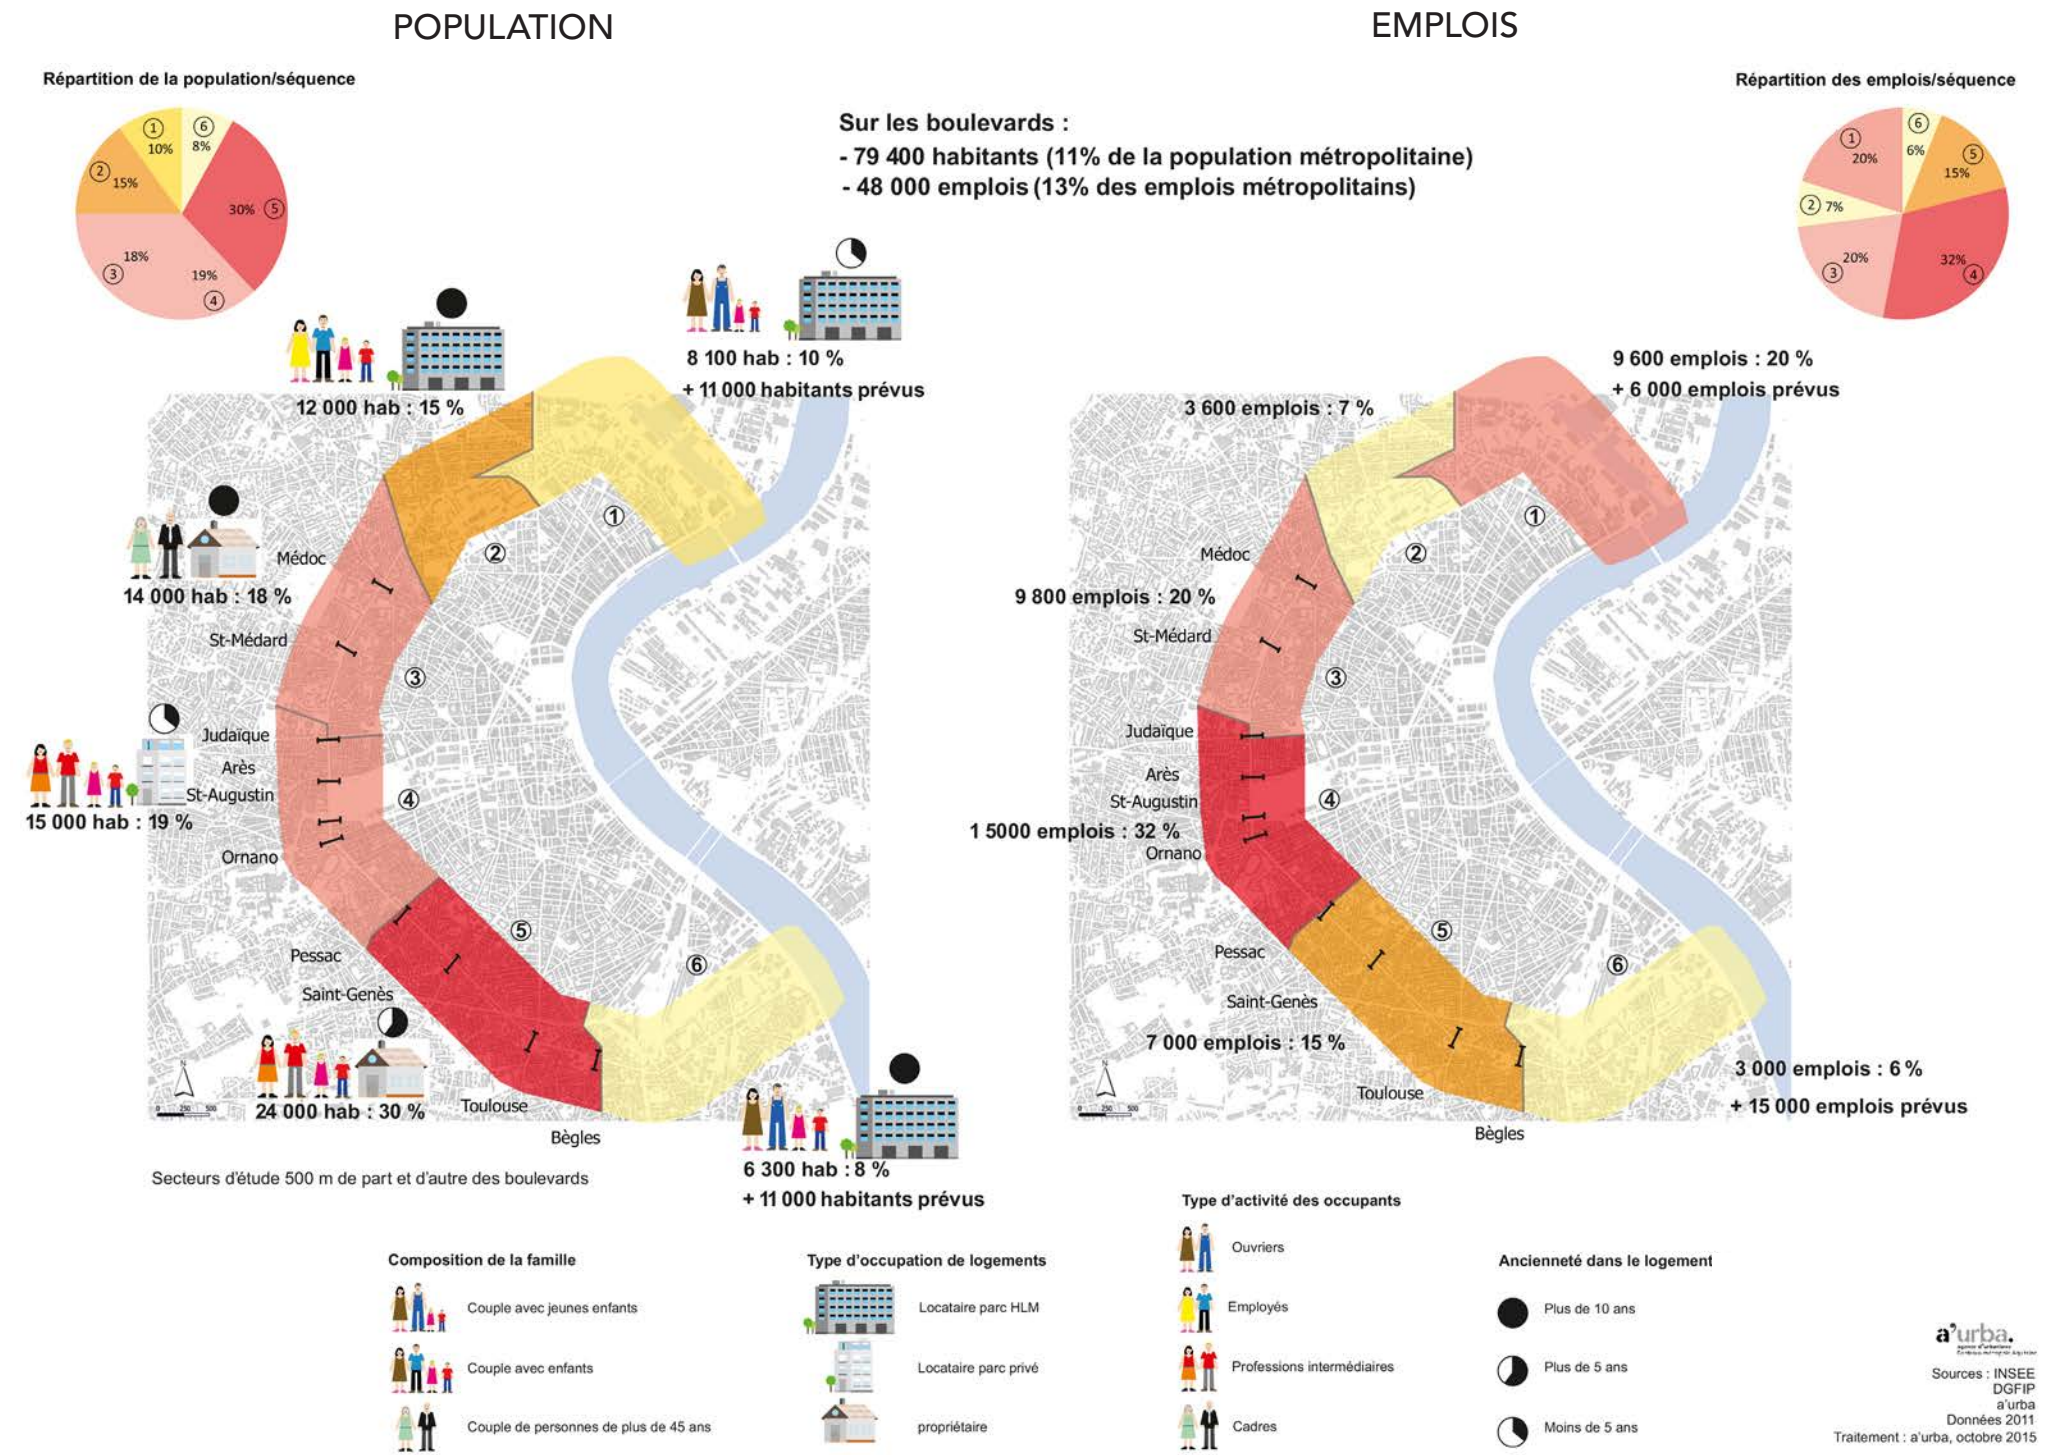 POPULATION
EMPLOIS
Répartition de la population/séquence
① 10%
⑥ 8%
② 15%
30% ⑤
18% ③
19% ④
Répartition des emplois/séquence
① 20%
⑥ 6%
⑤ 15%
② 7%
③ 20%
32% ④
Sur les boulevards :
- 79 400 habitants (11% de la population métropolitaine)
- 48 000 emplois (13% des emplois métropolitains)
8 100 hab : 10 %
+ 11 000 habitants prévus
12 000 hab : 15 %
①
②
Médoc
14 000 hab : 18 %
St-Médard
③
Judaïque
Arès
St-Augustin
④
15 000 hab : 19 %
Ornano
⑤
Pessac
⑥
Saint-Genès
N
0 250 500
24 000 hab : 30 %
Toulouse
Bègles
6 300 hab : 8 %
+ 11 000 habitants prévus
Secteurs d'étude 500 m de part et d'autre des boulevards
9 600 emplois : 20 %
+ 6 000 emplois prévus
3 600 emplois : 7 %
①
②
Médoc
9 800 emplois : 20 %
St-Médard
③
Judaïque
Arès
St-Augustin
④
1 5000 emplois : 32 %
Ornano
⑤
Pessac
⑥
Saint-Genès
7 000 emplois : 15 %
N
0 250 500
Toulouse
Bègles
3 000 emplois : 6 %
+ 15 000 emplois prévus
Composition de la famille
Couple avec jeunes enfants
Couple avec enfants
Couple de personnes de plus de 45 ans
Type d'occupation de logements
Locataire parc HLM
Locataire parc privé
propriétaire
Type d'activité des occupants
Ouvriers
Employés
Professions intermédiaires
Cadres
Ancienneté dans le logement
Plus de 10 ans
Plus de 5 ans
Moins de 5 ans
a'urba.
Sources : INSEE
DGFIP
a'urba
Données 2011
Traitement : a'urba, octobre 2015